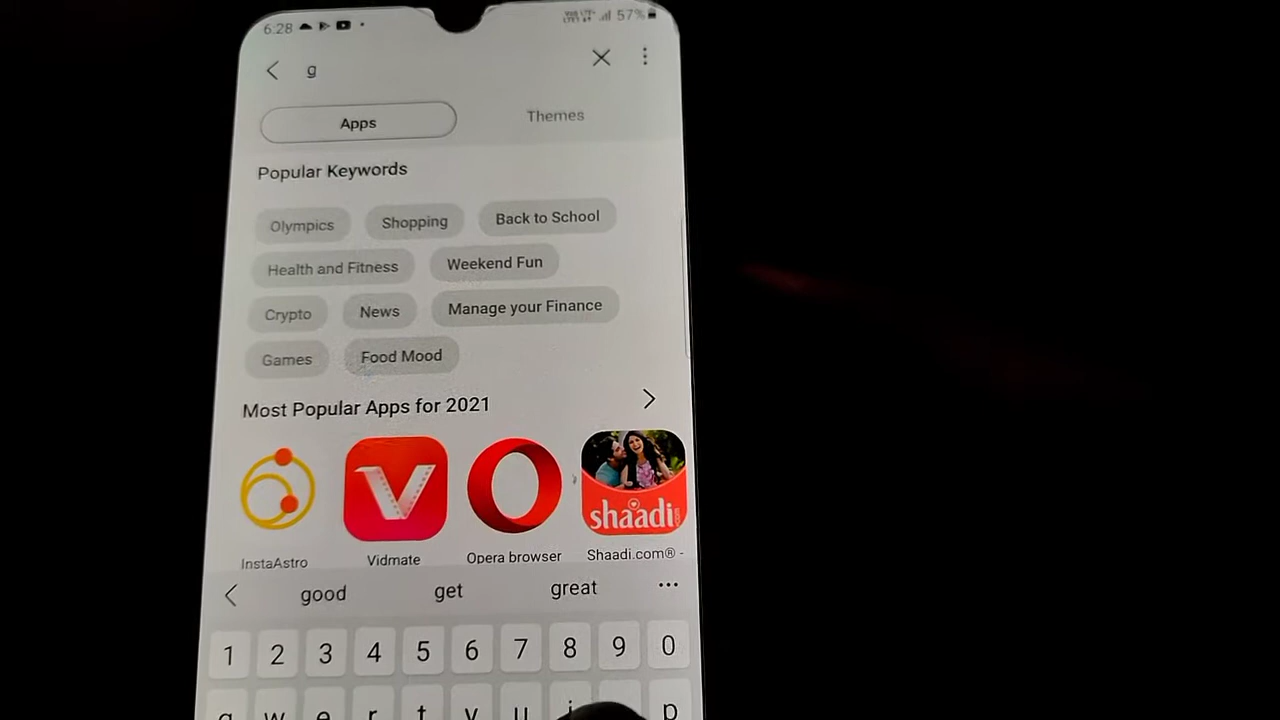 6:28 57%
g
Apps Themes
Popular Keywords
Olympics Shopping Back to School
Health and Fitness Weekend Fun
Crypto News Manage your Finance
Games Food Mood
Most Popular Apps for 2021
shaadi.com
InstaAstro Vidmate Opera browser Shaadi.com® -
good get great ...
1 2 3 4 5 6 7 8 9 0
q w e r t y u i p